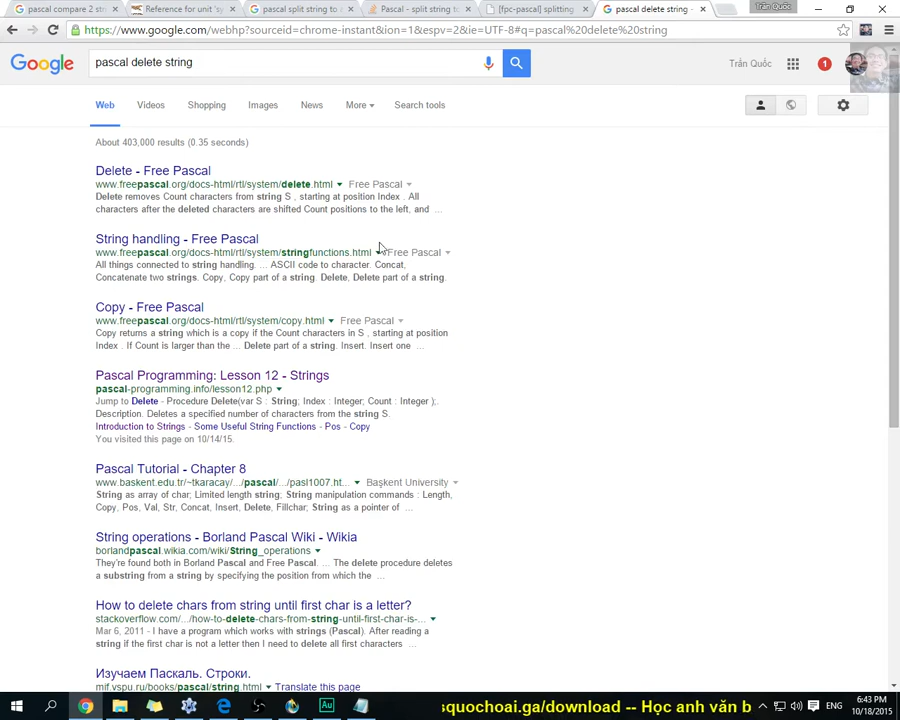 pascal compare 2 s
Reference for unit 'sy
pascal split string to a
Pascal - split string to
[fpc-pascal] splitting
pascal delete string -
Trần Quốc
https://www.google.com/webhp?sourceid=chrome-instant&ion=1&espv=2&ie=UTF-8#q=pascal%20delete%20string
Google
pascal delete string
Trần Quốc
1
Web
Videos
Shopping
Images
News
More
Search tools
About 403,000 results (0.35 seconds)
Delete - Free Pascal
www.freepascal.org/docs-html/rtl/system/delete.html Free Pascal
Delete removes Count characters from string S , starting at position Index . All
characters after the deleted characters are shifted Count positions to the left, and ...
String handling - Free Pascal
www.freepascal.org/docs-html/rtl/system/stringfunctions.html Free Pascal
All things connected to string handling. ... ASCII code to character. Concat,
Concatenate two strings. Copy, Copy part of a string. Delete, Delete part of a string.
Copy - Free Pascal
www.freepascal.org/docs-html/rtl/system/copy.html Free Pascal
Copy returns a string which is a copy if the Count characters in S , starting at position
Index . If Count is larger than the ... Delete part of a string. Insert. Insert one ...
Pascal Programming: Lesson 12 - Strings
pascal-programming.info/lesson12.php
Jump to Delete - Procedure Delete(var S : String; Index : Integer; Count : Integer );.
Description. Deletes a specified number of characters from the string S.
Introduction to Strings - Some Useful String Functions - Pos - Copy
You visited this page on 10/14/15.
Pascal Tutorial - Chapter 8
www.baskent.edu.tr/~tkaracay/.../pascal/.../pasl1007.ht... Başkent University
String as array of char; Limited length string; String manipulation commands : Length,
Copy, Pos, Val, Str, Concat, Insert, Delete, Fillchar; String as a pointer of ...
String operations - Borland Pascal Wiki - Wikia
borlandpascal.wikia.com/wiki/String_operations
They're found both in Borland Pascal and Free Pascal. ... The delete procedure deletes
a substring from a string by specifying the position from which the ...
How to delete chars from string until first char is a letter?
stackoverflow.com/.../how-to-delete-chars-from-string-until-first-char-is-...
Mar 6, 2011 - I have a program which works with strings (Pascal). After reading a
string if the first char is not a letter then I need to delete all first characters ...
Изучаем Паскаль. Строки.
mif.vspu.ru/books/pascal/string.html Translate this page
Au
squochoai.ga/download -- Học anh văn b
ENG
6:43 PM
10/18/2015